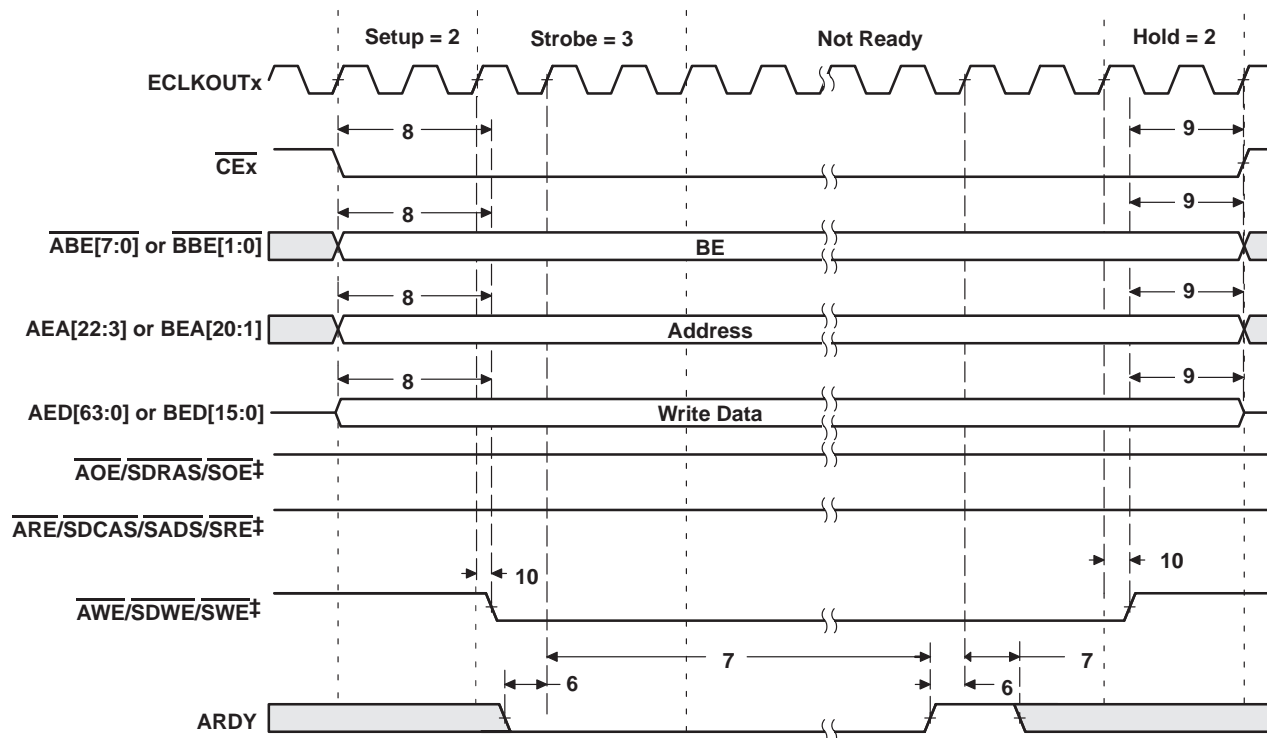 Setup = 2 Strobe = 3 Not Ready Hold = 2
ECLKOUTx
8 9
CEx
8 9
ABE[7:0] or BBE[1:0] BE
8 9
AEA[22:3] or BEA[20:1] Address
8 9
AED[63:0] or BED[15:0] Write Data
AOE/SDRAS/SOE‡
ARE/SDCAS/SADS/SRE‡
10 10
AWE/SDWE/SWE‡
7 7
6 6
ARDY